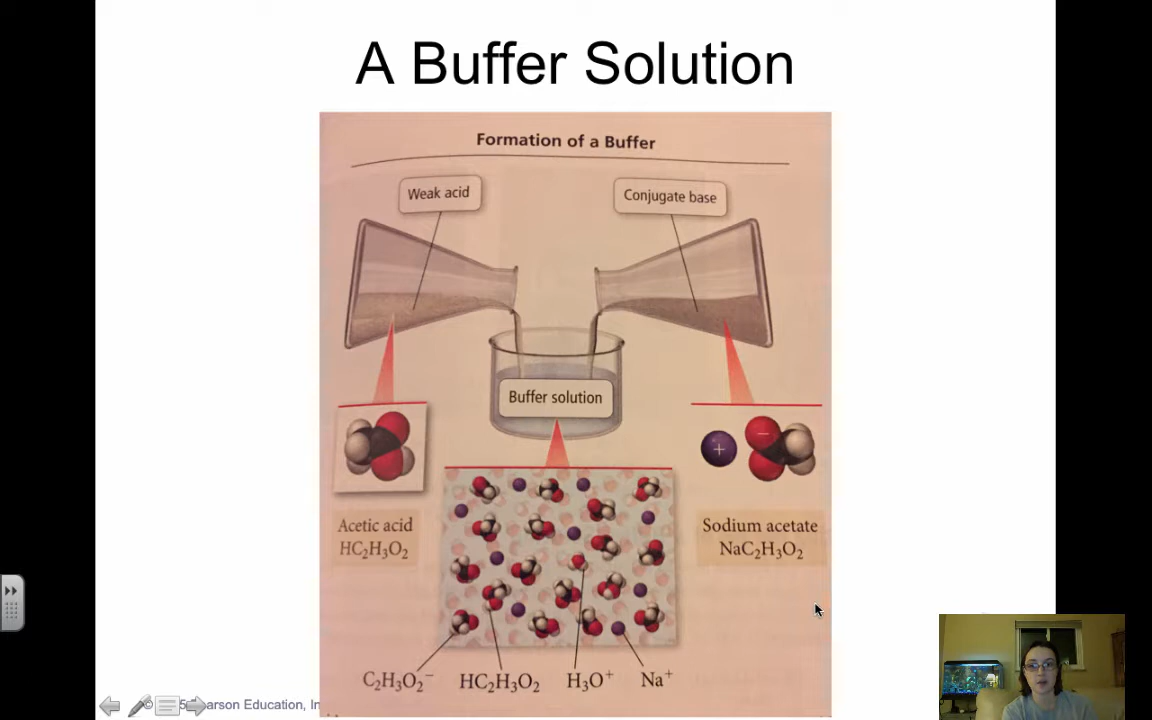 A Buffer Solution
Formation of a Buffer
Weak acid
Conjugate base
Buffer solution
+
−
Acetic acid
HC₂H₃O₂
Sodium acetate
NaC₂H₃O₂
C₂H₃O₂⁻
HC₂H₃O₂
H₃O⁺
Na⁺
Education, In